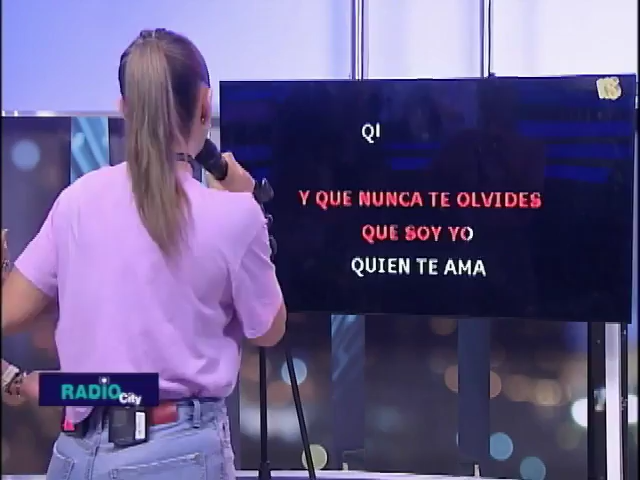 QI
Y QUE NUNCA TE OLVIDES
QUE SOY YO
QUIEN TE AMA
RADIO
City